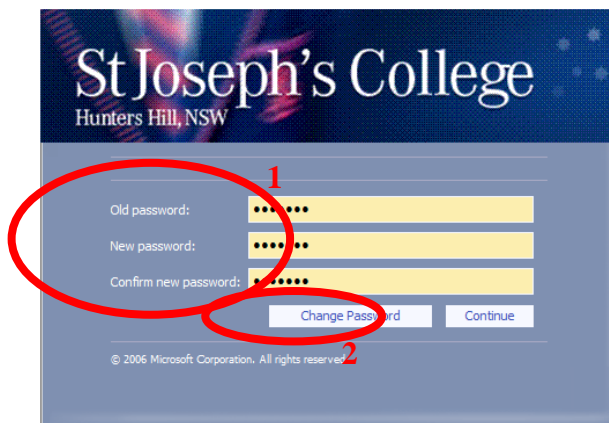 St Joseph's College
Hunters Hill, NSW
1
Old password:
New password:
Confirm new password:
Change Password Continue
© 2006 Microsoft Corporation. All rights reserved.
2